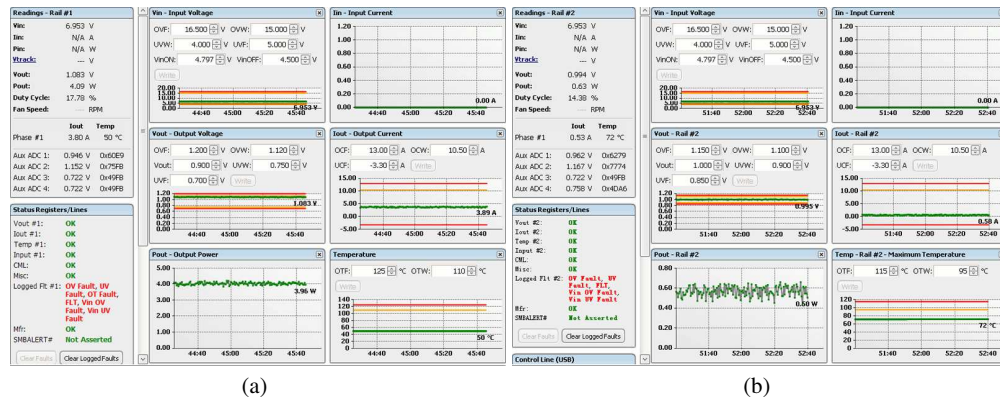 Readings - Rail #1
Vin: 6.953 V
Iin: N/A A
Pin: N/A W
Vtrack: --- V
Vout: 1.083 V
Pout: 4.09 W
Duty Cycle: 17.78 %
Fan Speed: --- RPM
Iout Temp
Phase #1 3.80 A 50 °C
Aux ADC 1: 0.946 V 0x60E9
Aux ADC 2: 1.152 V 0x75FB
Aux ADC 3: 0.722 V 0x49FB
Aux ADC 4: 0.722 V 0x49FB
Status Registers/Lines
Vout #1: OK
Iout #1: OK
Temp #1: OK
Input #1: OK
CML: OK
Misc: OK
Logged Flt #1: OV Fault, UV
Fault, OT Fault,
FLT, Vin OV
Fault, Vin UV
Fault
Mfr: OK
SMBALERT# Not Asserted
Clear Faults Clear Logged Faults
Vin - Input Voltage
OVF: 16.500 V OVW: 15.000 V
UVW: 4.000 V UVF: 5.000 V
VinON: 4.797 V VinOFF: 4.500 V
Write
20.00
15.00
10.00
5.00
0.00
6.953 V
44:40 45:00 45:20 45:40
Iin - Input Current
1.20
1.00
0.80
0.60
0.40
0.20
0.00
0.00 A
44:40 45:00 45:20 45:40
Vout - Output Voltage
OVF: 1.200 V OVW: 1.120 V
Vout: 0.900 V UVW: 0.750 V
UVF: 0.700 V Write
1.20
1.00
0.80
0.60
0.40
0.20
0.00
1.083 V
44:40 45:00 45:20 45:40
Iout - Output Current
OCF: 13.00 A OCW: 10.50 A
UCF: -3.30 A Write
15.00
10.00
5.00
0.00
-5.00
3.89 A
44:40 45:00 45:20 45:40
Pout - Output Power
5.00
4.00
3.00
2.00
1.00
0.00
3.96 W
44:40 45:00 45:20 45:40
Temperature
OTF: 125 °C OTW: 110 °C
Write
140
120
100
80
60
40
20
0
50 °C
44:40 45:00 45:20 45:40
(a)
Readings - Rail #2
Vin: 6.953 V
Iin: N/A A
Pin: N/A W
Vtrack: --- V
Vout: 0.994 V
Pout: 0.63 W
Duty Cycle: 14.38 %
Fan Speed: --- RPM
Iout Temp
Phase #1 0.53 A 72 °C
Aux ADC 1: 0.962 V 0x6279
Aux ADC 2: 1.167 V 0x7774
Aux ADC 3: 0.722 V 0x49FB
Aux ADC 4: 0.758 V 0x4DA6
Status Registers/Lines
Vout #2: OK
Iout #2: OK
Temp #2: OK
Input #2: OK
CML: OK
Misc: OK
Logged Flt #2: OV Fault, UV
Fault, FLT,
Vin OV Fault,
Vin UV Fault
Mfr: OK
SMBALERT# Not Asserted
Clear Faults Clear Logged Faults
Control Line (USB)
Vin - Input Voltage
OVF: 16.500 V OVW: 15.000 V
UVW: 4.000 V UVF: 5.000 V
VinON: 4.797 V VinOFF: 4.500 V
Write
20.00
15.00
10.00
5.00
0.00
6.953 V
51:40 52:00 52:20 52:40
Iin - Input Current
1.20
1.00
0.80
0.60
0.40
0.20
0.00
0.00 A
51:40 52:00 52:20 52:40
Vout - Rail #2
OVF: 1.150 V OVW: 1.100 V
Vout: 1.000 V UVW: 0.900 V
UVF: 0.850 V Write
1.20
1.00
0.80
0.60
0.40
0.20
0.00
0.995 V
51:40 52:00 52:20 52:40
Iout - Rail #2
OCF: 13.00 A OCW: 10.50 A
UCF: -3.30 A Write
15.00
10.00
5.00
0.00
-5.00
0.58 A
51:40 52:00 52:20 52:40
Pout - Rail #2
0.80
0.60
0.40
0.20
0.00
0.60 W
51:40 52:00 52:20 52:40
Temp - Rail #2 - Maximum Temperature
OTF: 115 °C OTW: 95 °C
Write
120
100
80
60
40
20
0
72 °C
51:40 52:00 52:20 52:40
(b)